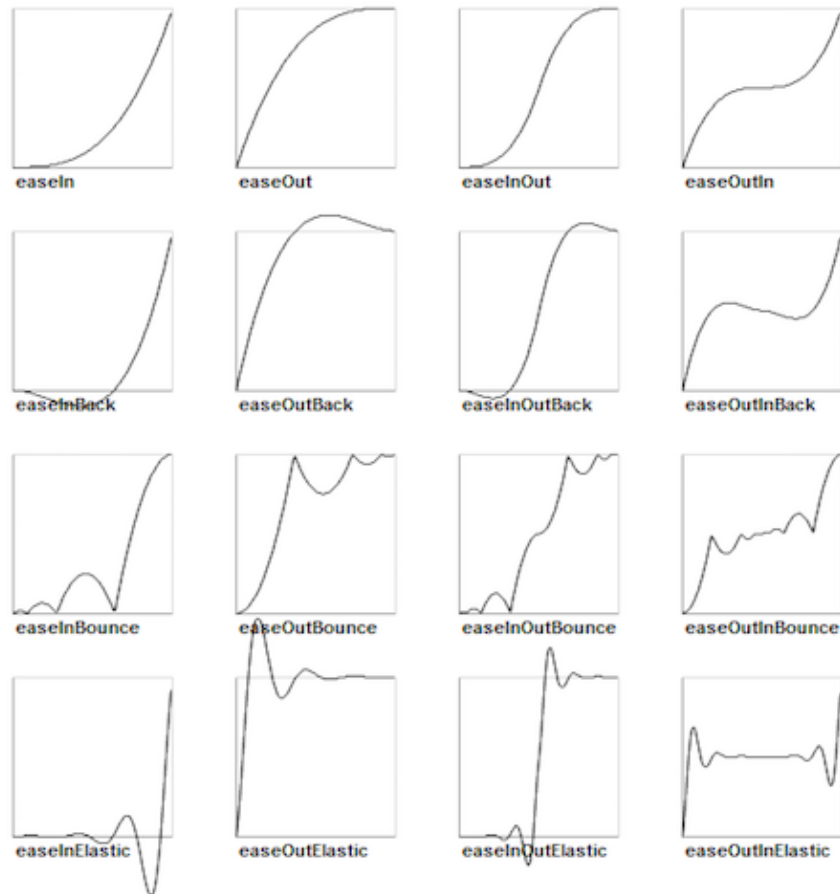 easeIn easeOut easeInOut easeOutIn
easeInBack easeOutBack easeInOutBack easeOutInBack
easeInBounce easeOutBounce easeInOutBounce easeOutInBounce
easeInElastic easeOutElastic easeInOutElastic easeOutInElastic